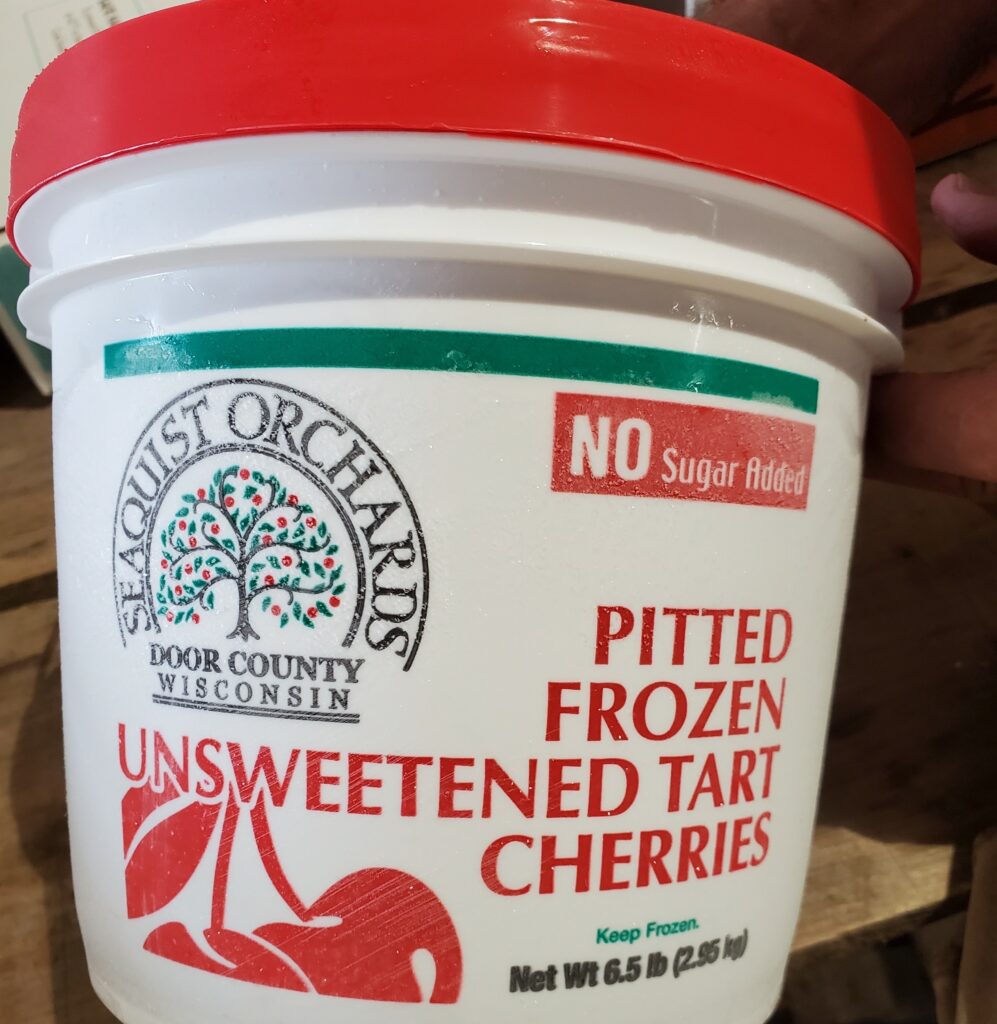 SEAQUIST ORCHARDS
DOOR COUNTY
WISCONSIN
NO Sugar Added
PITTED
FROZEN
UNSWEETENED TART
CHERRIES
Keep Frozen.
Net Wt 6.5 lb (2.95 kg)